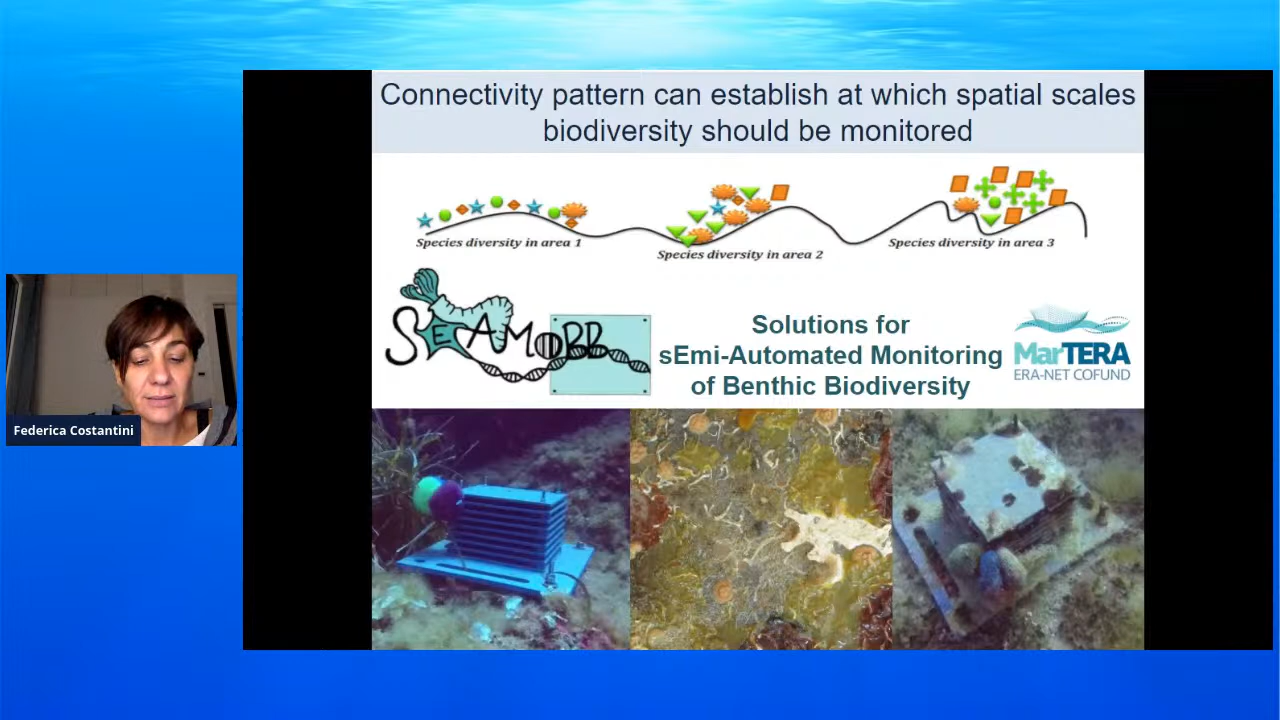 Connectivity pattern can establish at which spatial scales
biodiversity should be monitored
Species diversity in area 1
Species diversity in area 2
Species diversity in area 3
SEAMoBB
Solutions for
sEmi-Automated Monitoring
of Benthic Biodiversity
MarTERA
ERA-NET COFUND
Federica Costantini